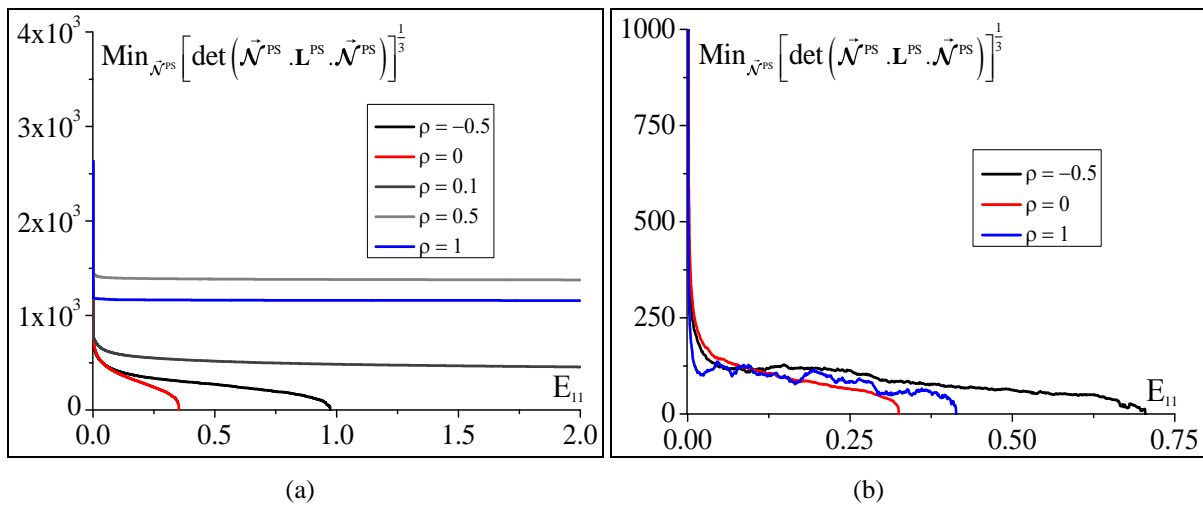 4x10³
3x10³
2x10³
1x10³
0
Min_{𝒩⃗^{PS}} [det(𝒩⃗^{PS} .L^{PS}.𝒩⃗^{PS})]^{1/3}
ρ = −0.5
ρ = 0
ρ = 0.1
ρ = 0.5
ρ = 1
E₁₁
0.0 0.5 1.0 1.5 2.0
(a)
1000
750
500
250
0
Min_{𝒩⃗^{PS}} [det(𝒩⃗^{PS} .L^{PS}.𝒩⃗^{PS})]^{1/3}
ρ = −0.5
ρ = 0
ρ = 1
E₁₁
0.00 0.25 0.50 0.75
(b)